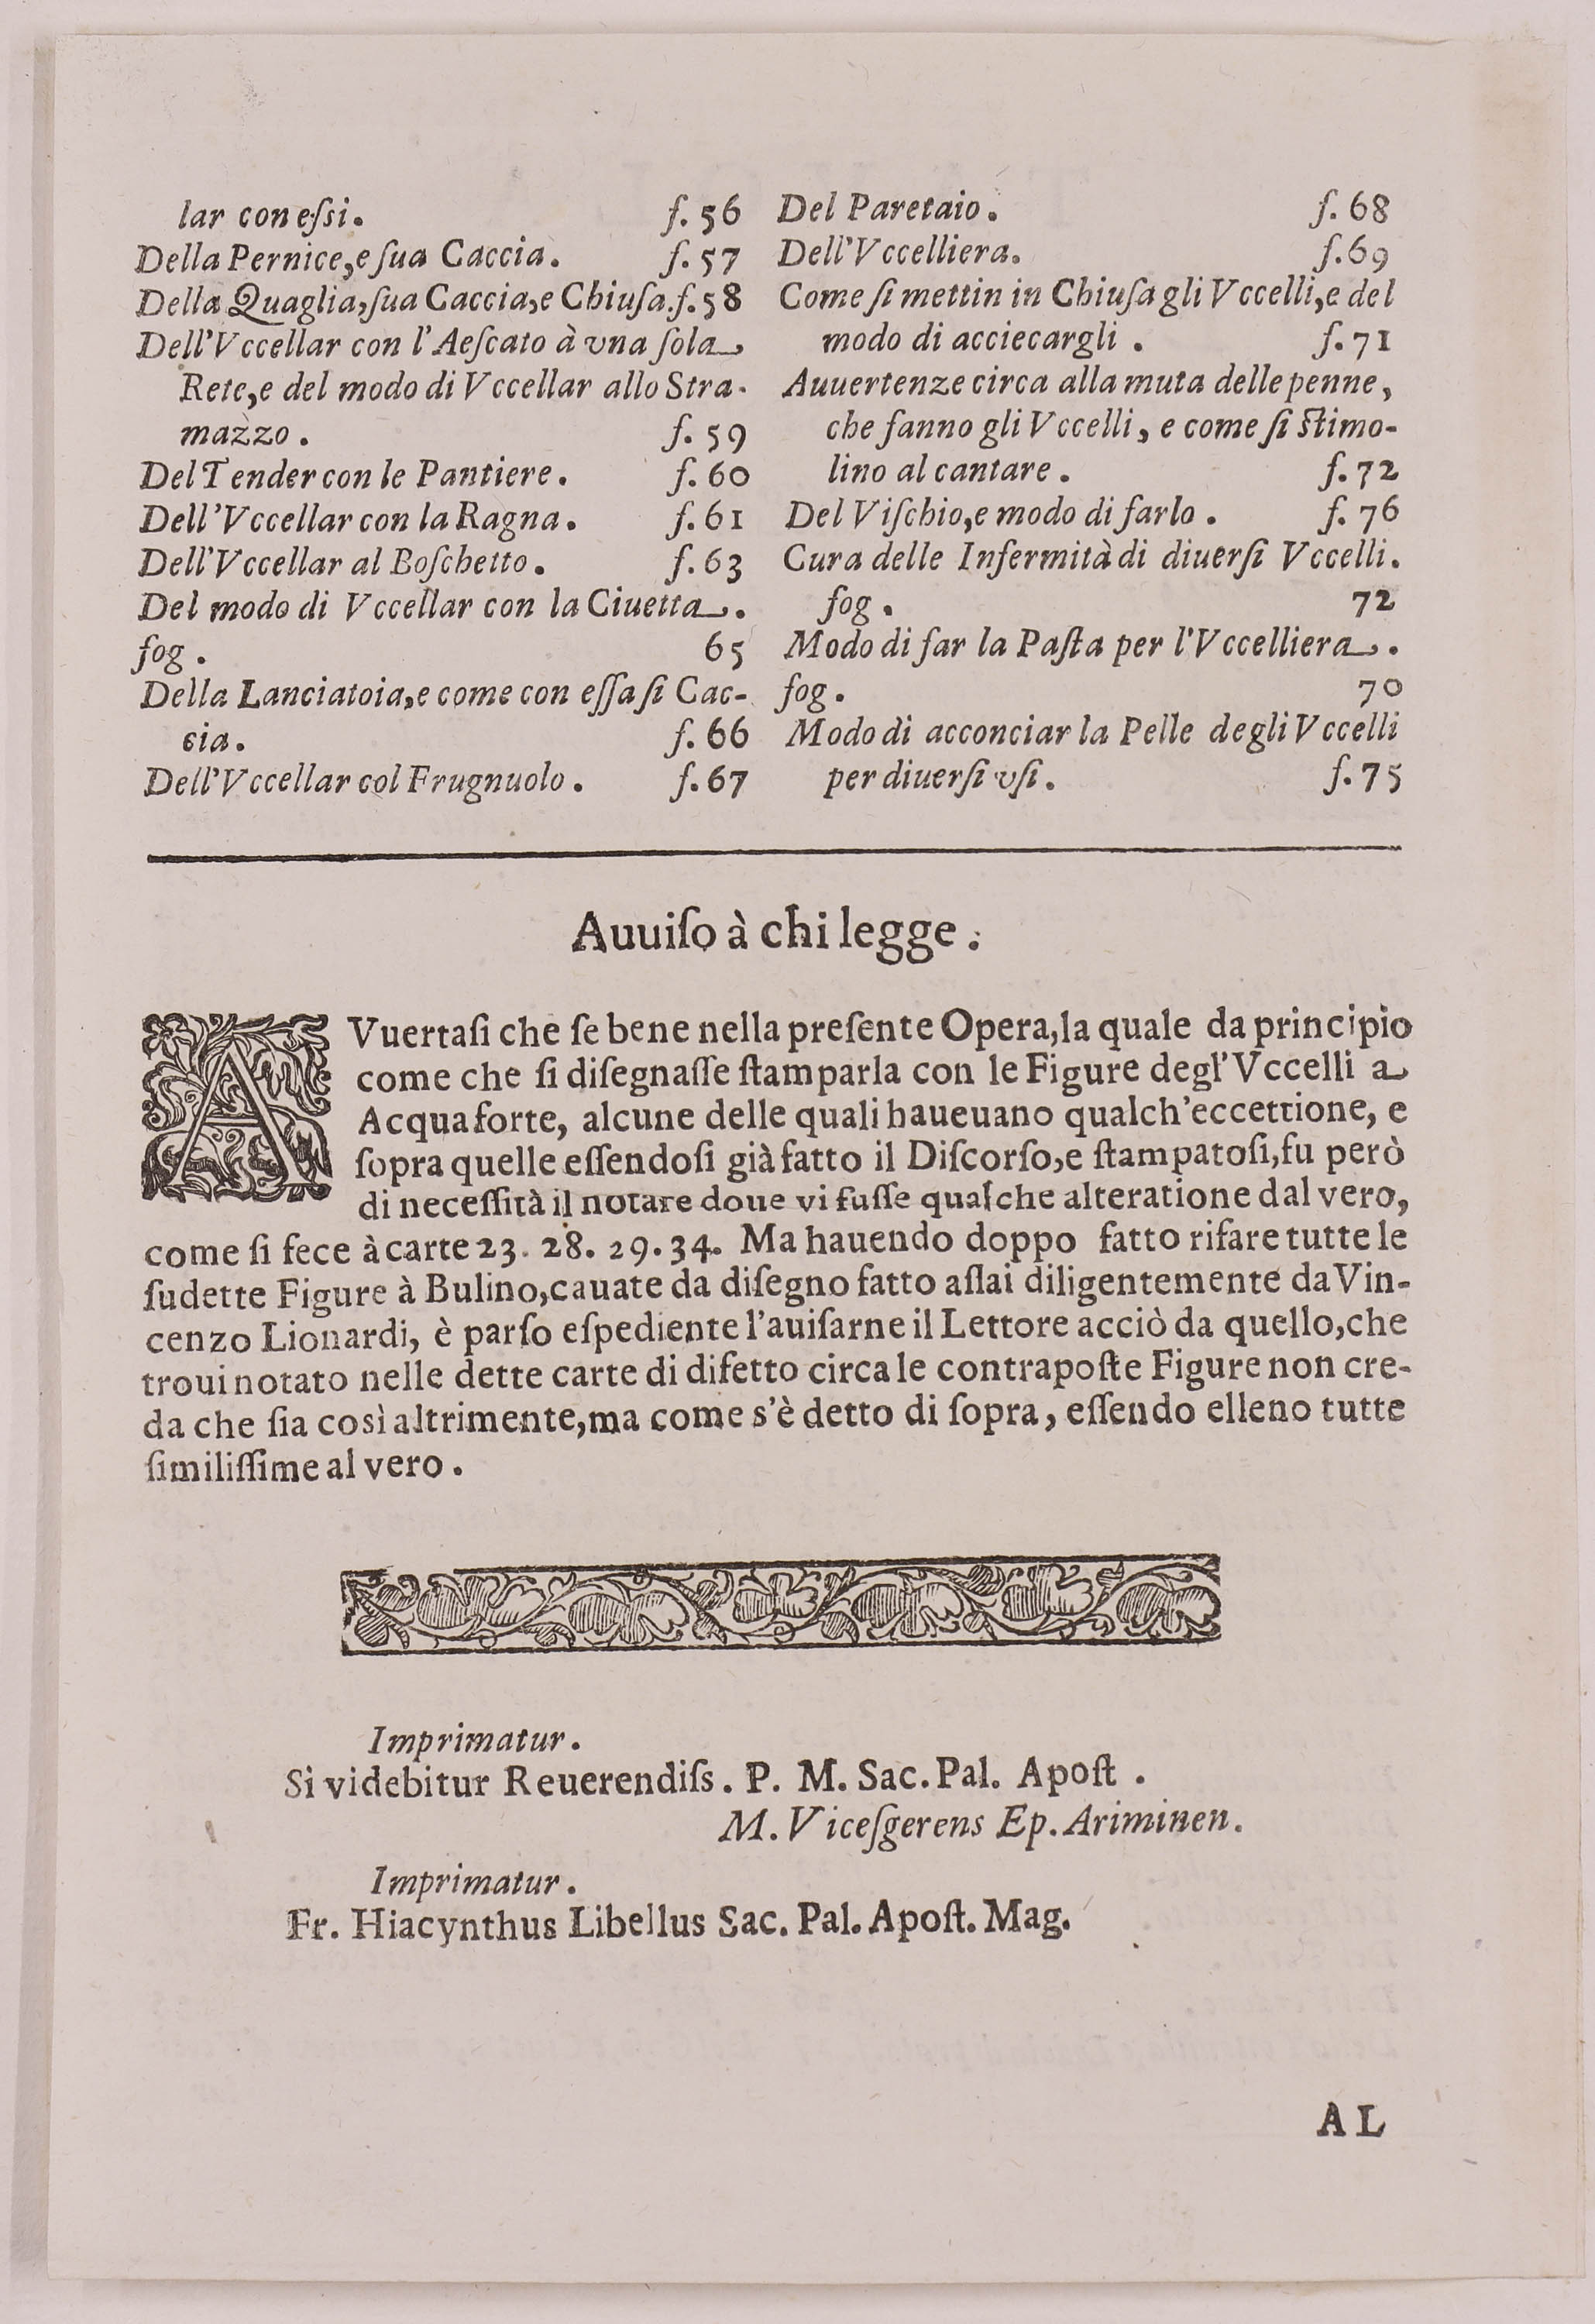 lar con eſsi. f. 56
Della Pernice,e ſua Caccia. f. 57
Della Quaglia,ſua Caccia,e Chiuſa. f. 58
Dell'Vccellar con l'Aeſcato à vna ſola
Rete,e del modo di Vccellar allo Stra-
mazzo. f. 59
Del Tender con le Pantiere. f. 60
Dell'Vccellar con la Ragna. f. 61
Dell'Vccellar al Boſchetto. f. 63
Del modo di Vccellar con la Ciuetta.
fog. 65
Della Lanciatoia,e come con eſſa ſi Cac-
cia. f. 66
Dell'Vccellar col Frugnuolo. f. 67
Del Paretaio. f. 68
Dell'Vccelliera. f. 69
Come ſi mettin in Chiuſa gli Vccelli,e del
modo di acciecargli. f. 71
Auuertenze circa alla muta delle penne,
che fanno gli Vccelli, e come ſi ſtimo-
lino al cantare. f. 72
Del Viſchio,e modo di farlo. f. 76
Cura delle Infermità di diuerſi Vccelli.
fog. 72
Modo di far la Paſta per l'Vccelliera.
fog. 70
Modo di acconciar la Pelle degli Vccelli
per diuerſi vſi. f. 75
Auuiſo à chi legge.
AVuertaſi che ſe bene nella preſente Opera,la quale da principio
come che ſi diſegnaſſe ſtamparla con le Figure degl'Vccelli a
Acquaforte, alcune delle quali haueuano qualch'eccettione, e
ſopra quelle eſſendoſi già fatto il Diſcorſo,e ſtampatoſi,fu però
di neceſſità il notare doue vi fuſſe qualche alteratione dal vero,
come ſi fece à carte 23. 28. 29. 34. Ma hauendo doppo fatto rifare tutte le
ſudette Figure à Bulino,cauate da diſegno fatto aſſai diligentemente da Vin-
cenzo Lionardi, è parſo eſpediente l'auiſarne il Lettore acciò da quello,che
troui notato nelle dette carte di difetto circa le contrapoſte Figure non cre-
da che ſia così altrimente,ma come s'è detto di ſopra, eſſendo elleno tutte
ſimiliſſime al vero.
Imprimatur.
Si videbitur Reuerendiſs. P. M. Sac. Pal. Apoſt.
M. Viceſgerens Ep. Ariminen.
Imprimatur.
Fr. Hiacynthus Libellus Sac. Pal. Apoſt. Mag.
AL